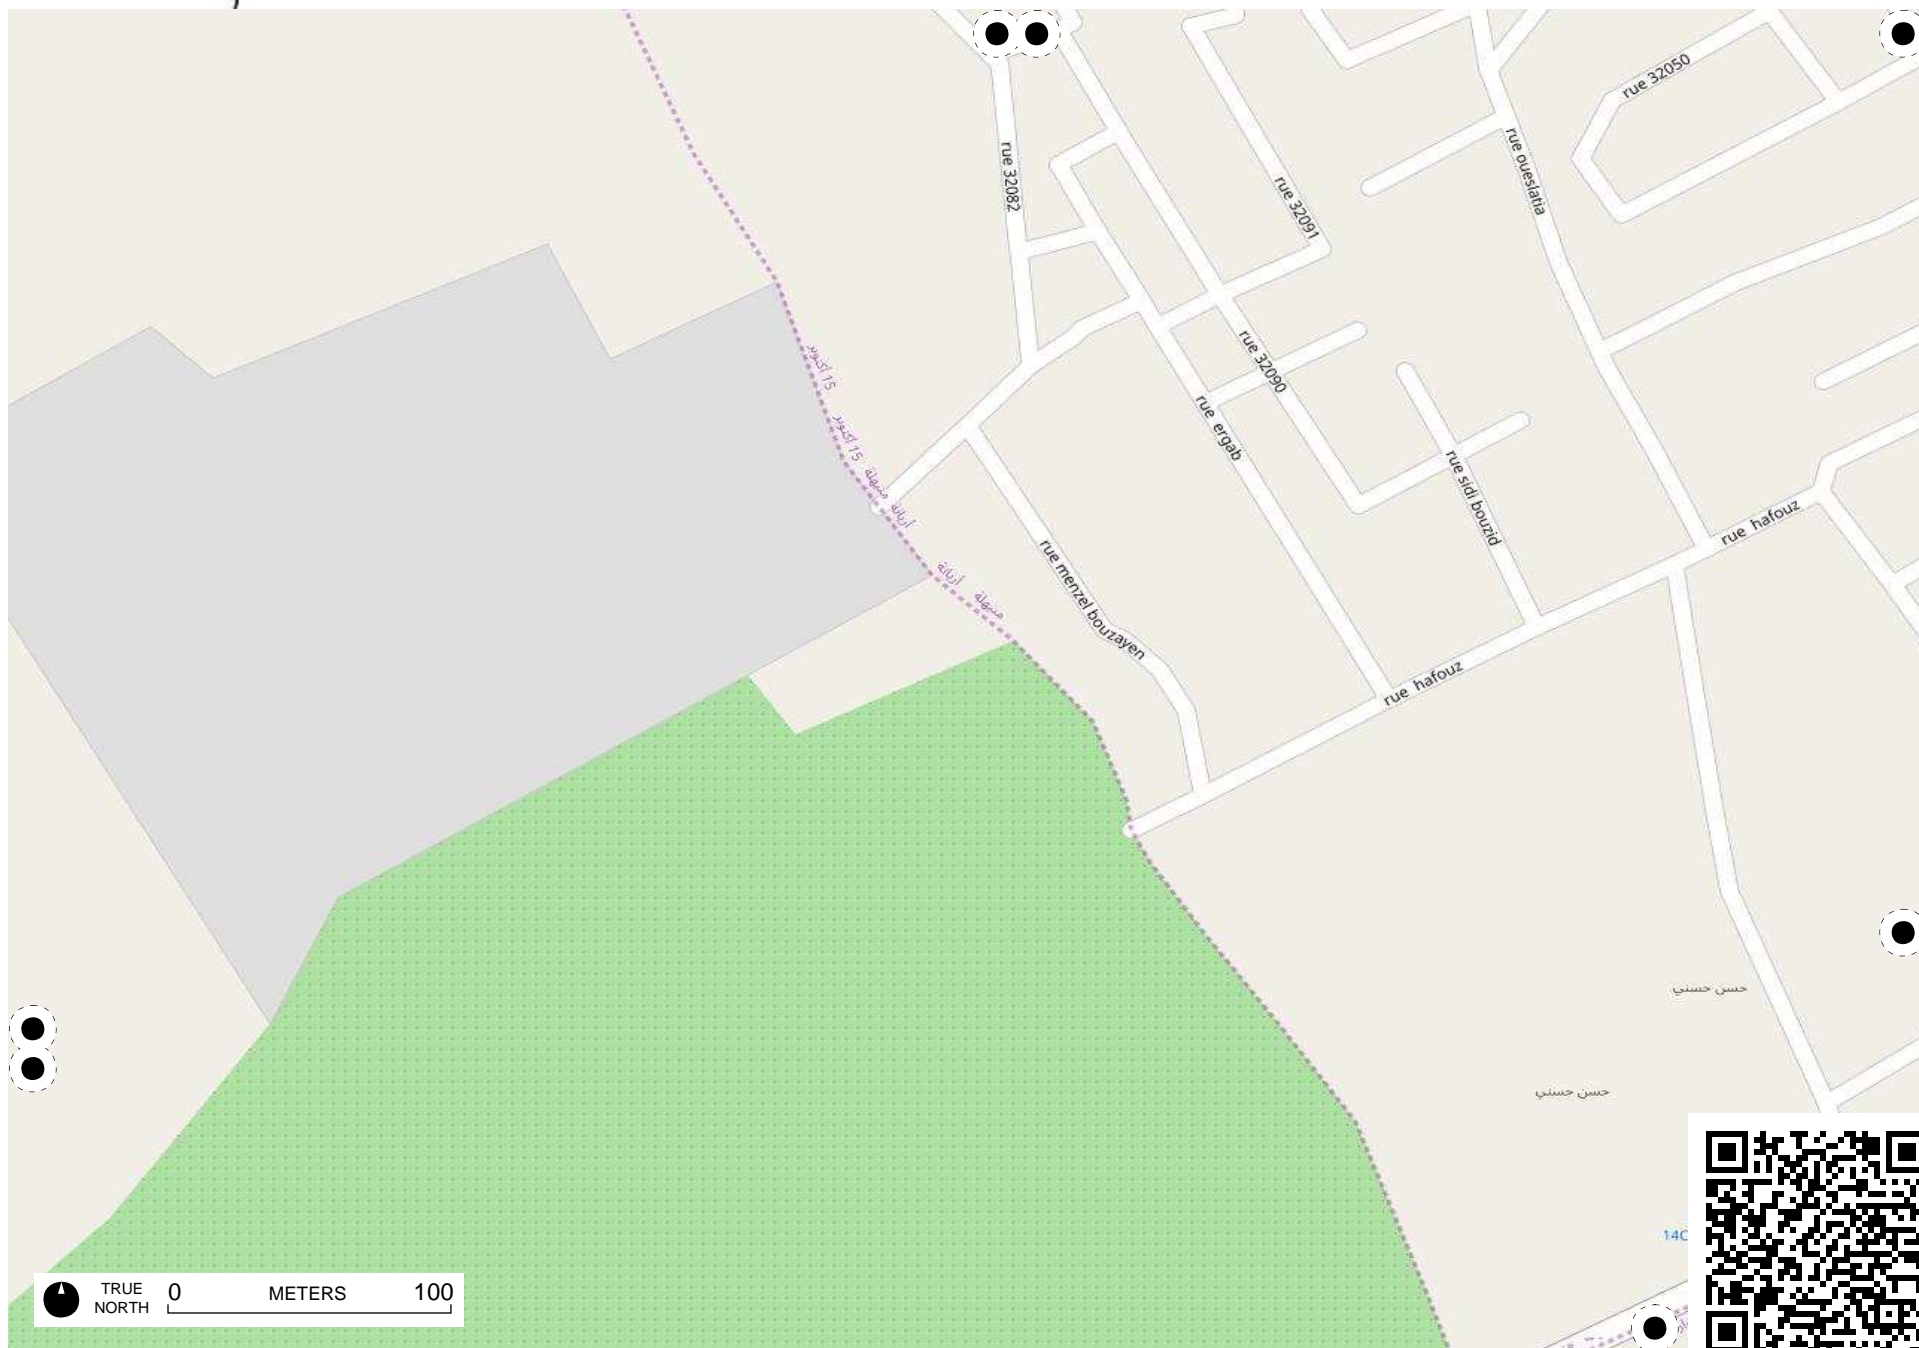 rue 32050
rue 32082
rue oueslatia
rue 32091
15 أكتوبر
rue 32090
15 أكتوبر
rue ergab
منيهلة
أريانة
rue sidi bouzid
rue hafouz
rue menzel bouzayen
أريانة
منيهلة
rue hafouz
حسن حسني
حسن حسني
14C
TRUE NORTH
0 METERS 100